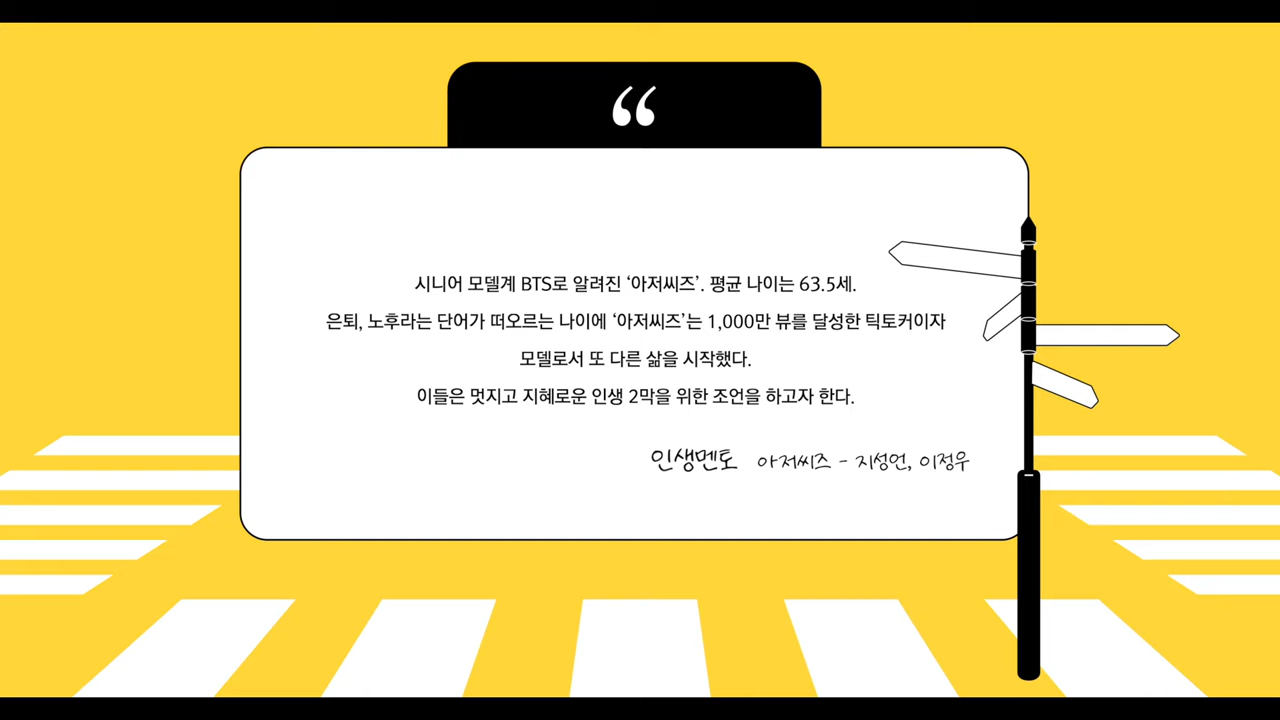 “
시니어 모델계 BTS로 알려진 ‘아저씨즈’. 평균 나이는 63.5세.
은퇴, 노후라는 단어가 떠오르는 나이에 ‘아저씨즈’는 1,000만 뷰를 달성한 틱토커이자
모델로서 또 다른 삶을 시작했다.
이들은 멋지고 지혜로운 인생 2막을 위한 조언을 하고자 한다.
인생멘토 아저씨즈 - 지성언, 이정우